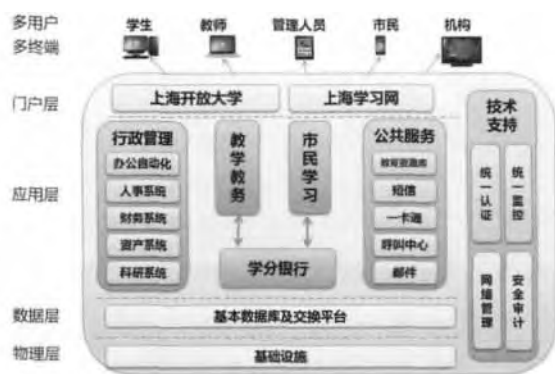 多用户
多终端
学生
教师
管理人员
市民
机构
门户层
上海开放大学
上海学习网
技术支持
应用层
行政管理
办公自动化
人事系统
财务系统
资产系统
科研系统
教学教务
市民学习
学分银行
公共服务
教育资源库
短信
一卡通
呼叫中心
邮件
统一认证
统一监控
网络管理
安全审计
数据层
基本数据库及交换平台
物理层
基础设施